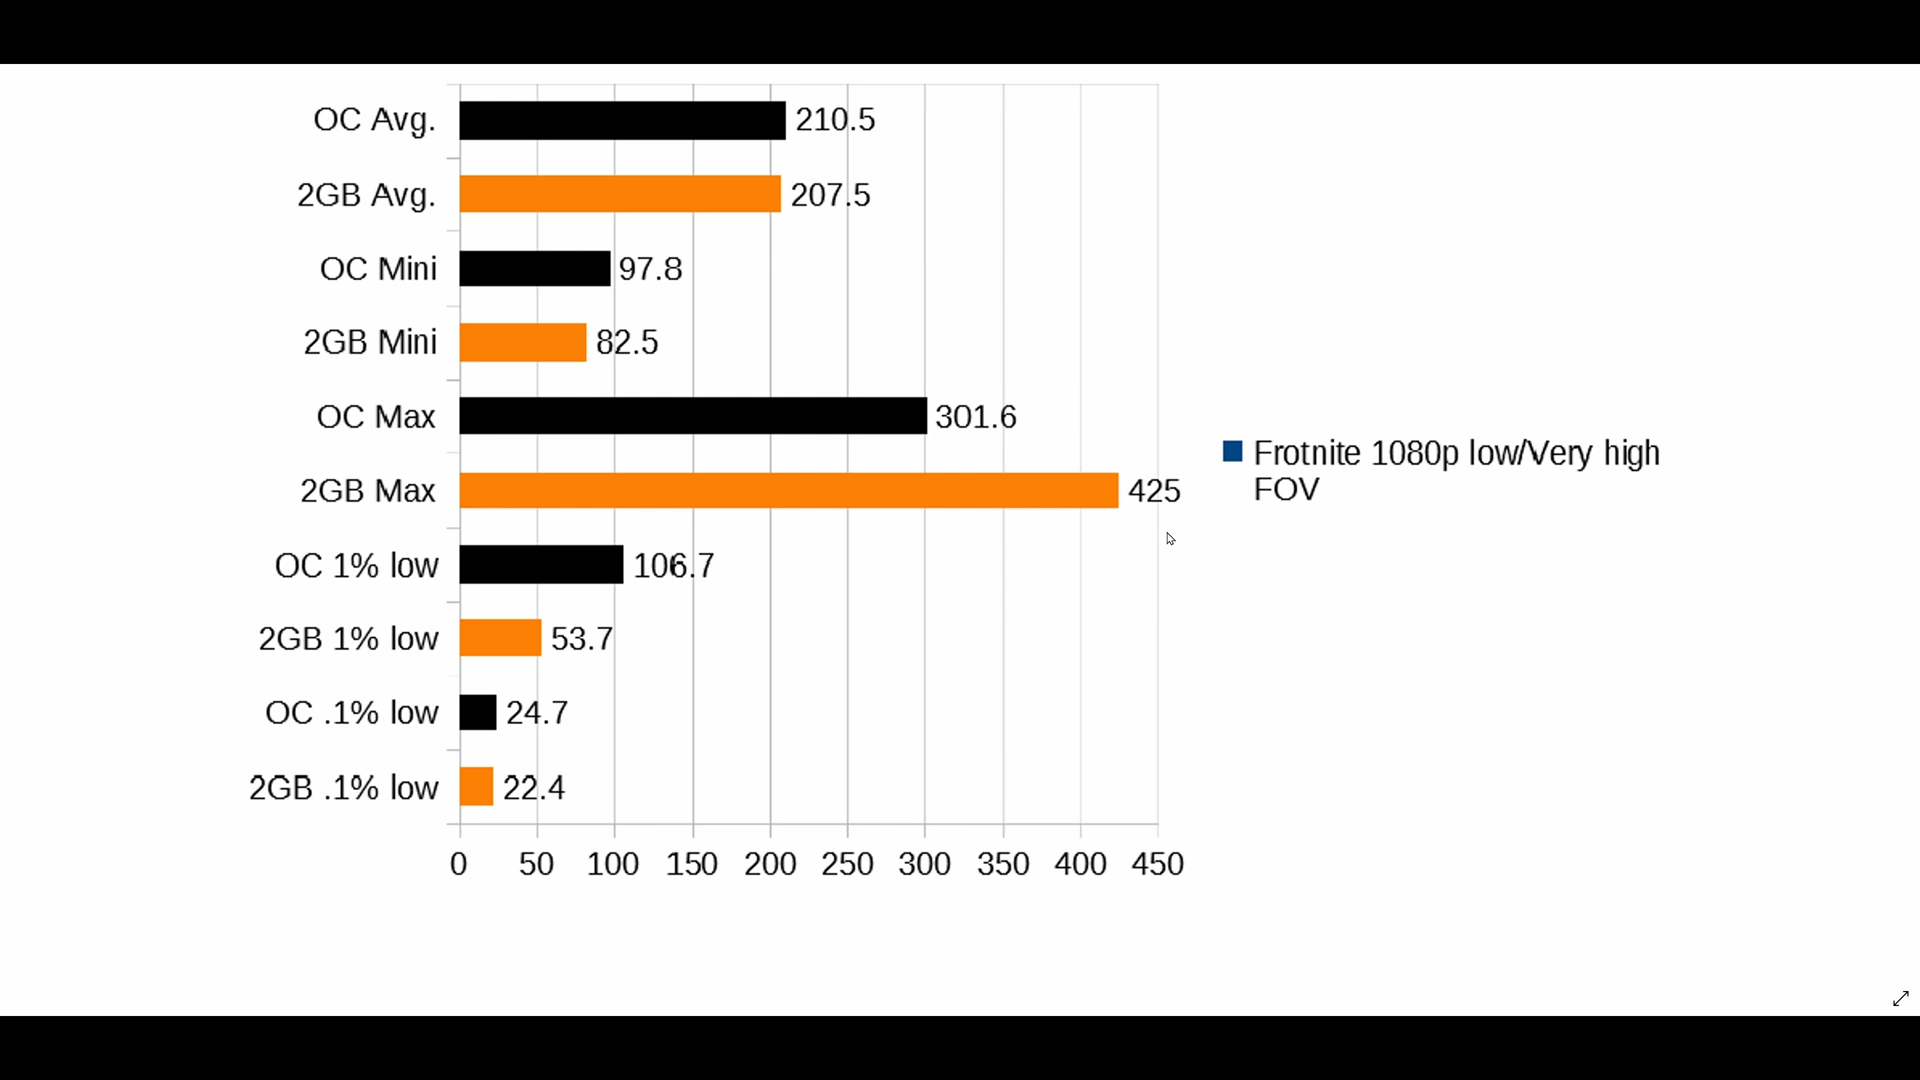 OC Avg. 210.5
2GB Avg. 207.5
OC Mini 97.8
2GB Mini 82.5
OC Max 301.6
2GB Max 425
OC 1% low 106.7
2GB 1% low 53.7
OC .1% low 24.7
2GB .1% low 22.4
0 50 100 150 200 250 300 350 400 450
Frotnite 1080p low/Very high
FOV